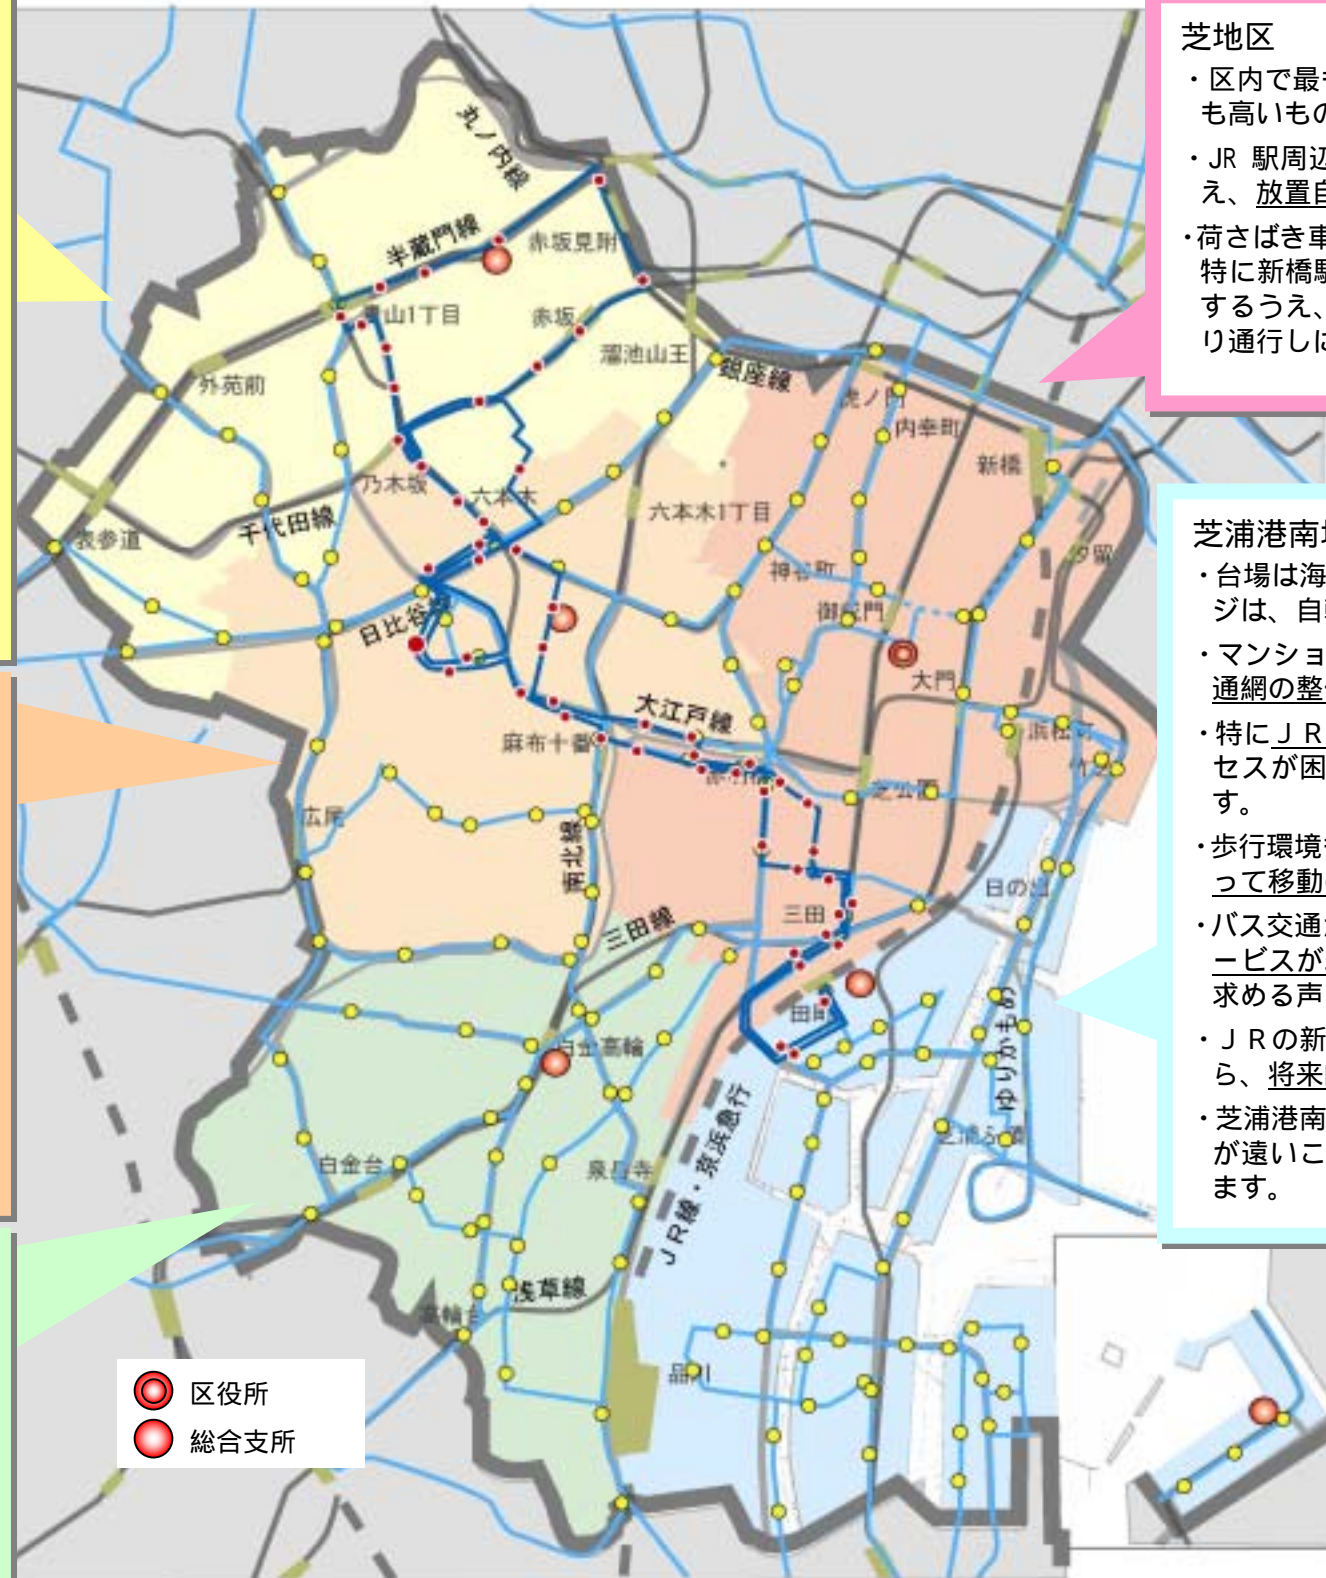 丸ノ内線
半蔵門線
赤坂見附
青山1丁目
赤坂
溜池山王
銀座線
外苑前
虎ノ門
内幸町
新橋
乃木坂
六本木
六本木1丁目
千代田線
表参道
汐留
神谷町
御成門
日比谷線
大門
大江戸線
浜松町
麻布十番
竹芝
赤羽橋
芝公園
広尾
南北線
日の出
三田
三田線
田町
白金高輪
ゆりかもめ
芝浦ふ頭
白金台
泉岳寺
JR線・京浜急行
浅草線
高輪台
品川
区役所
総合支所
芝地区
・区内で最も
も高いもの
・JR 駅周辺
え、放置自
・荷さばき車
特に新橋駅
するうえ、
り通行しに
芝浦港南地
・台場は海
ジは、自
・マンショ
通網の整
・特にＪＲ
セスが困
す。
・歩行環境
って移動
・バス交通
ービスが
求める声
・ＪＲの新
ら、将来
・芝浦港南
が遠いこ
ます。